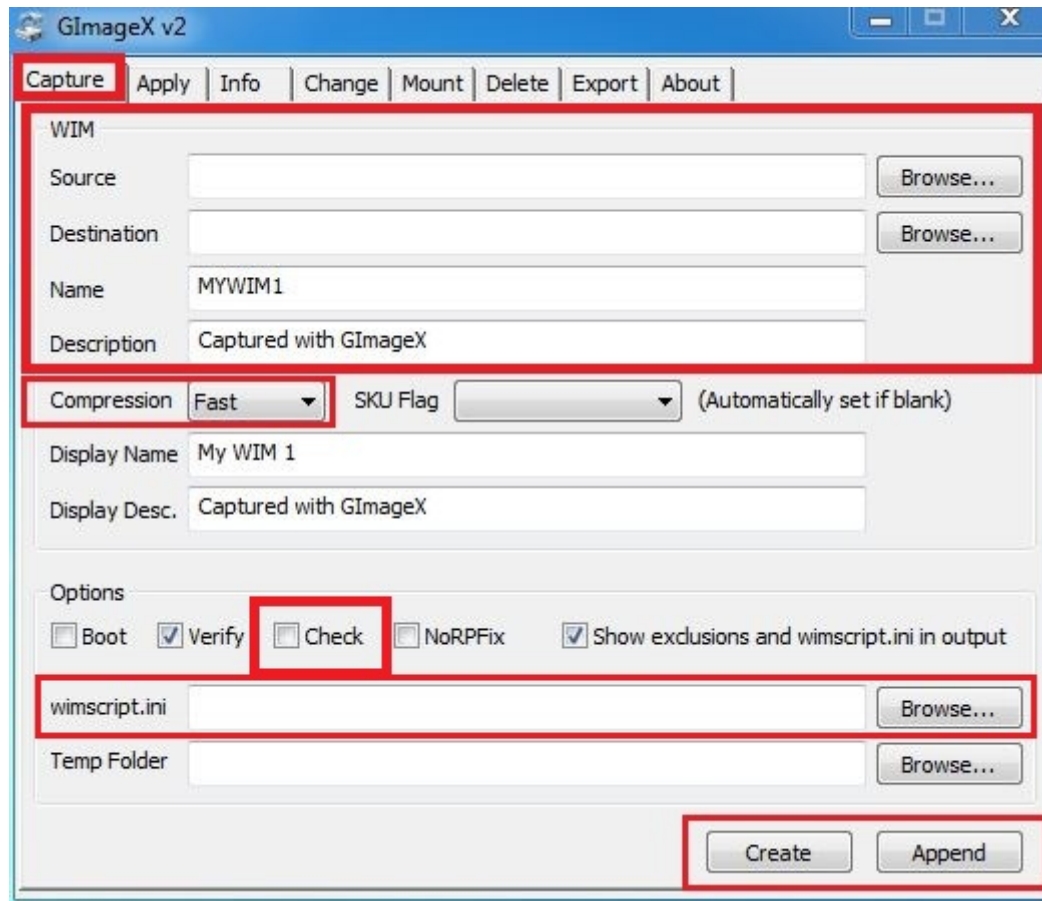 GImageX v2
Capture Apply Info Change Mount Delete Export About
WIM
Source Browse...
Destination Browse...
Name MYWIM1
Description Captured with GImageX
Compression Fast SKU Flag (Automatically set if blank)
Display Name My WIM 1
Display Desc. Captured with GImageX
Options
Boot Verify Check NoRPFix Show exclusions and wimscript.ini in output
wimscript.ini Browse...
Temp Folder Browse...
Create Append